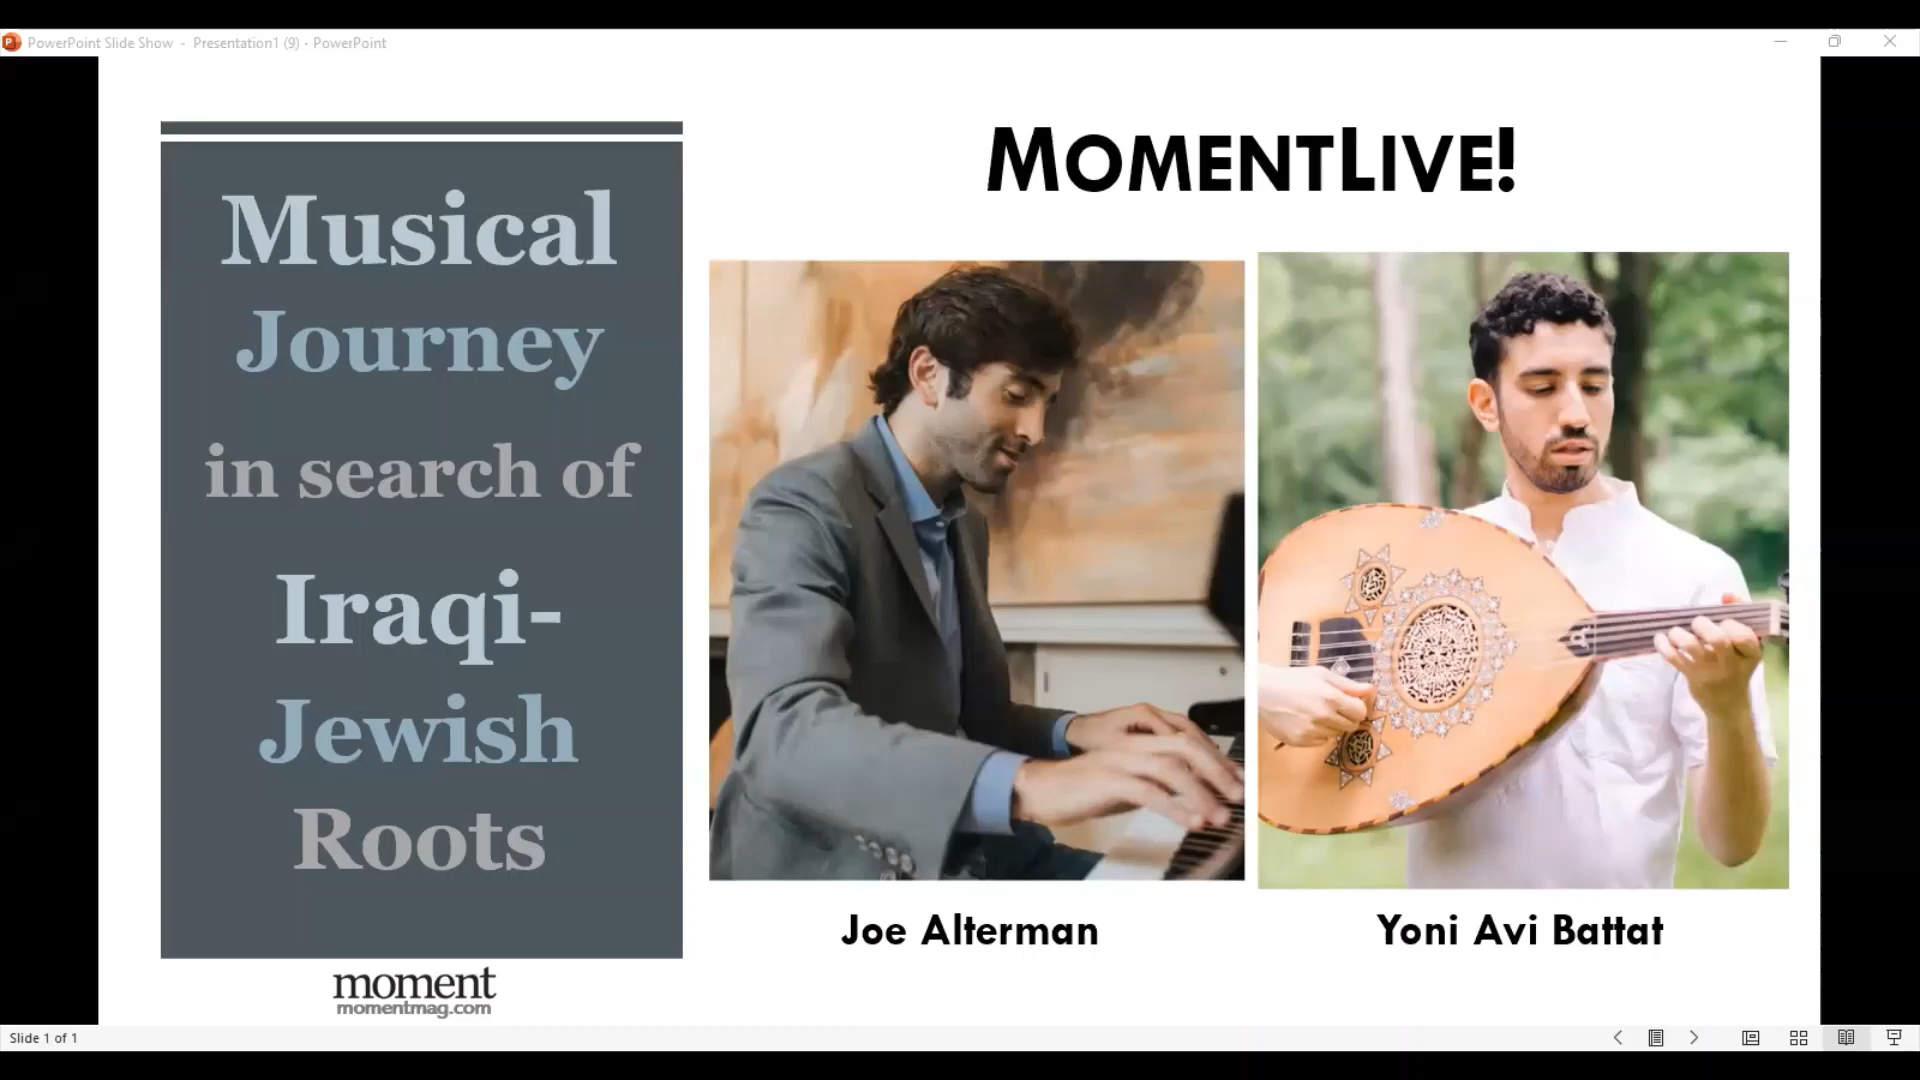 PowerPoint Slide Show - Presentation1 (9) - PowerPoint
Musical
Journey
in search of
Iraqi-
Jewish
Roots
MOMENTLIVE!
Joe Alterman
Yoni Avi Battat
moment
momentmag.com
Slide 1 of 1